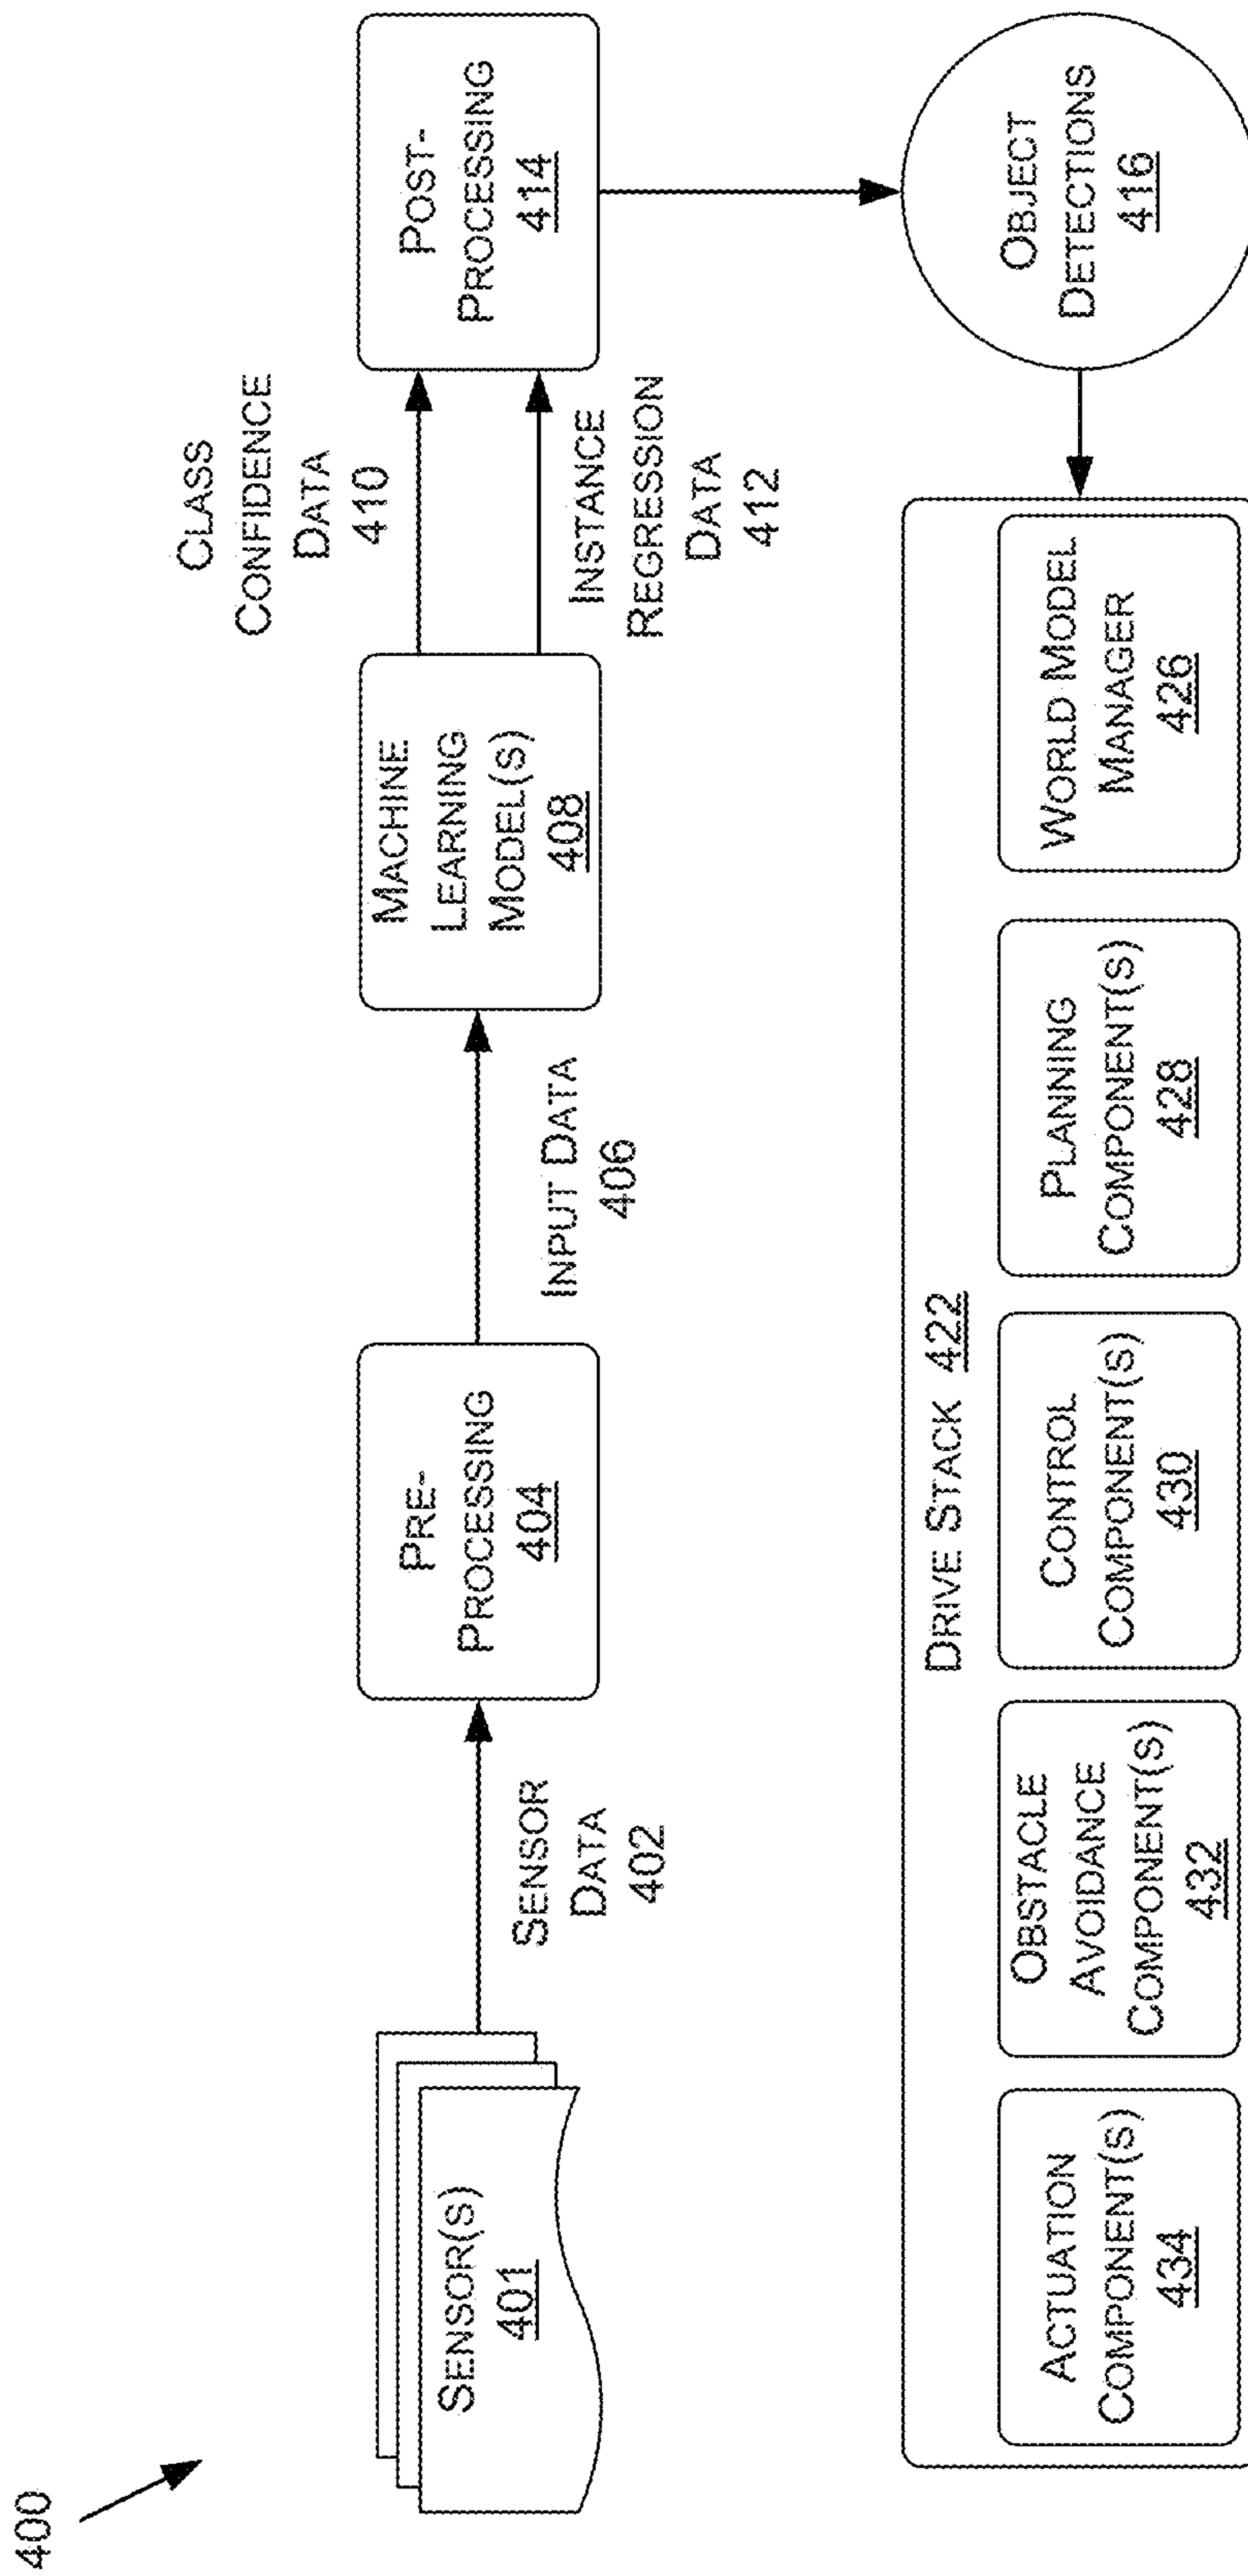 400
SENSOR(S)
401
SENSOR
DATA
402
PRE-
PROCESSING
404
INPUT DATA
406
MACHINE
LEARNING
MODEL(S)
408
CLASS
CONFIDENCE
DATA
410
INSTANCE
REGRESSION
DATA
412
POST-
PROCESSING
414
OBJECT
DETECTIONS
416
DRIVE STACK 422
ACTUATION
COMPONENT(S)
434
OBSTACLE
AVOIDANCE
COMPONENT(S)
432
CONTROL
COMPONENT(S)
430
PLANNING
COMPONENT(S)
428
WORLD MODEL
MANAGER
426